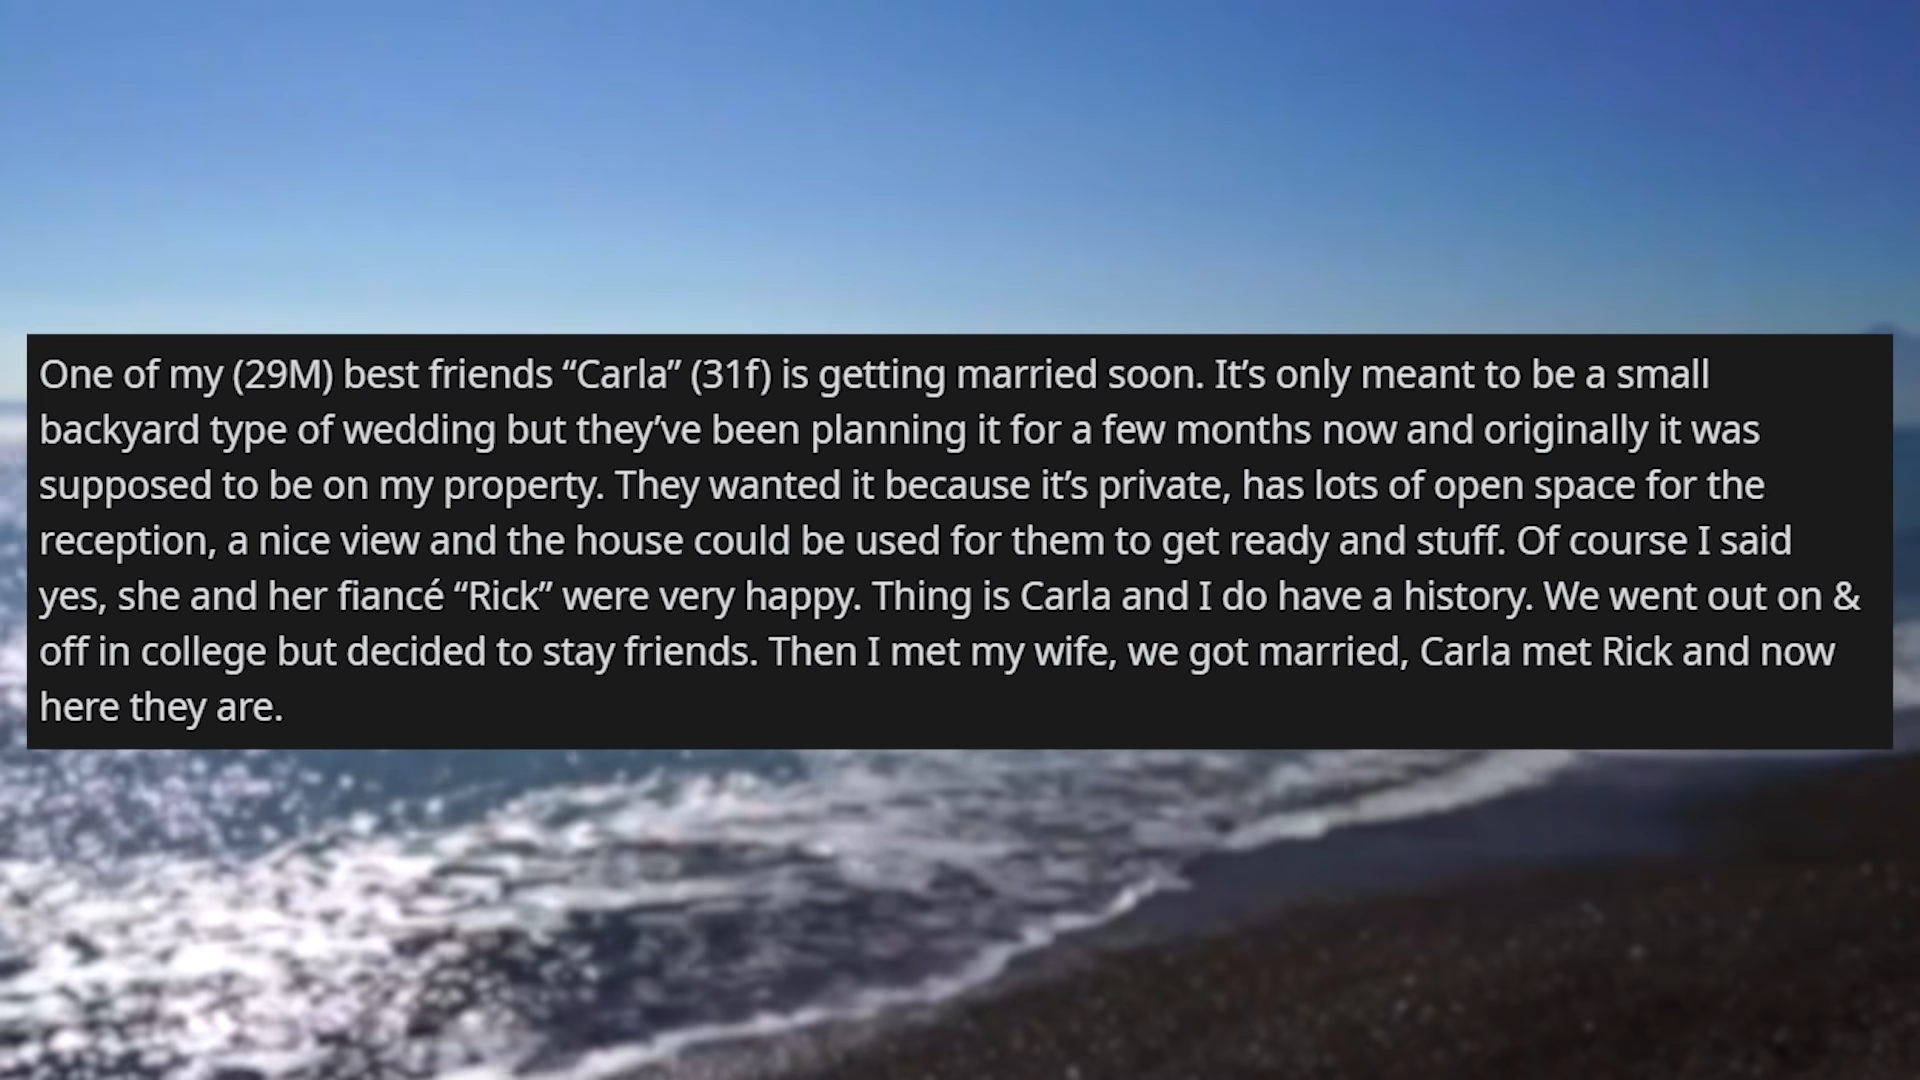 One of my (29M) best friends “Carla” (31f) is getting married soon. It’s only meant to be a small
backyard type of wedding but they’ve been planning it for a few months now and originally it was
supposed to be on my property. They wanted it because it’s private, has lots of open space for the
reception, a nice view and the house could be used for them to get ready and stuff. Of course I said
yes, she and her fiancé “Rick” were very happy. Thing is Carla and I do have a history. We went out on &
off in college but decided to stay friends. Then I met my wife, we got married, Carla met Rick and now
here they are.